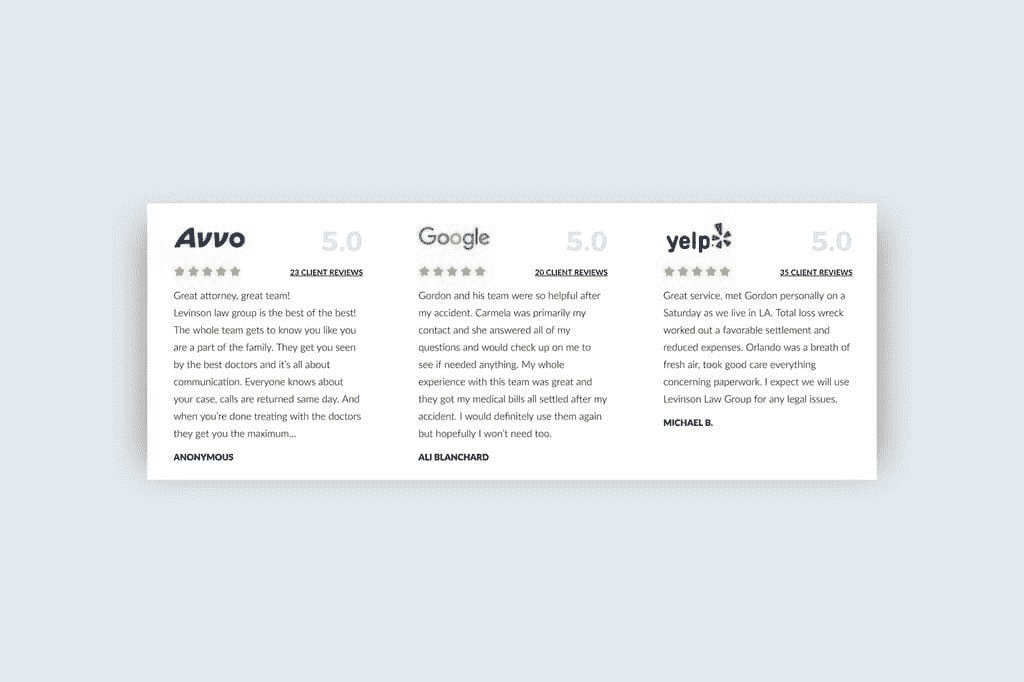 Avvo
5.0
23 CLIENT REVIEWS
Great attorney, great team!
Levinson law group is the best of the best!
The whole team gets to know you like you
are a part of the family. They get you seen
by the best doctors and it's all about
communication. Everyone knows about
your case, calls are returned same day. And
when you're done treating with the doctors
they get you the maximum...
ANONYMOUS
Google
5.0
20 CLIENT REVIEWS
Gordon and his team were so helpful after
my accident. Carmela was primarily my
contact and she answered all of my
questions and would check up on me to
see if needed anything. My whole
experience with this team was great and
they got my medical bills all settled after my
accident. I would definitely use them again
but hopefully I won't need too.
ALI BLANCHARD
yelp
5.0
35 CLIENT REVIEWS
Great service, met Gordon personally on a
Saturday as we live in LA. Total loss wreck
worked out a favorable settlement and
reduced expenses. Orlando was a breath of
fresh air, took good care everything
concerning paperwork. I expect we will use
Levinson Law Group for any legal issues.
MICHAEL B.